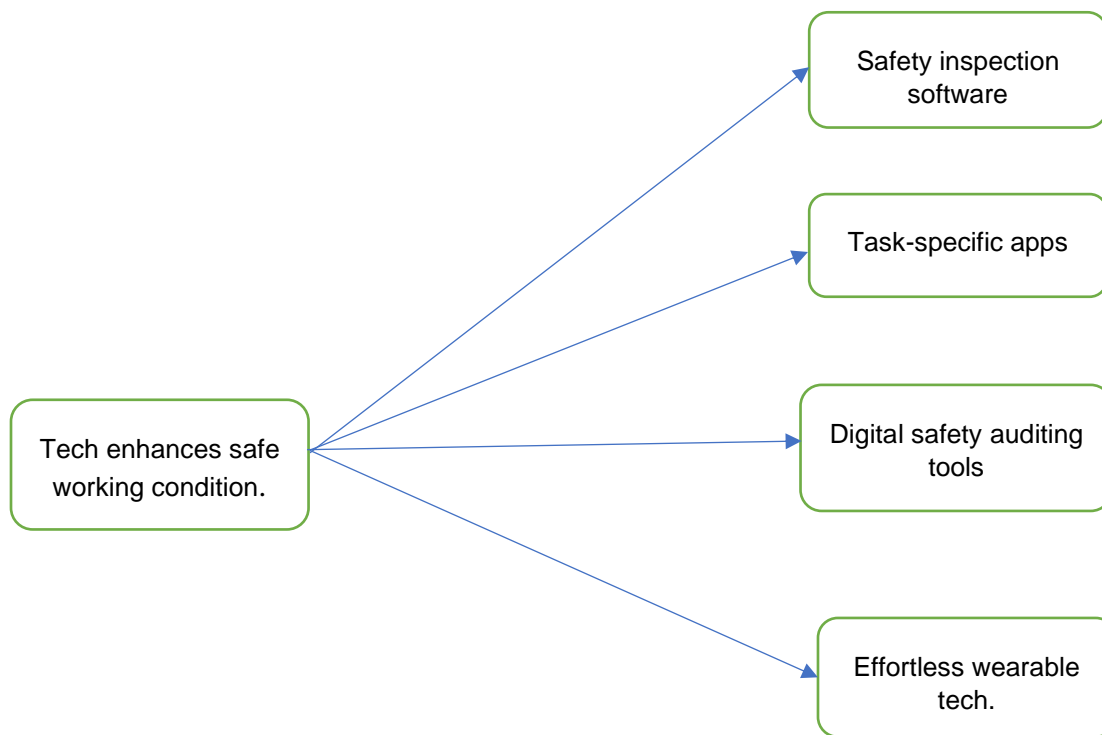 Safety inspection
software
Task-specific apps
Tech enhances safe
working condition.
Digital safety auditing
tools
Effortless wearable
tech.